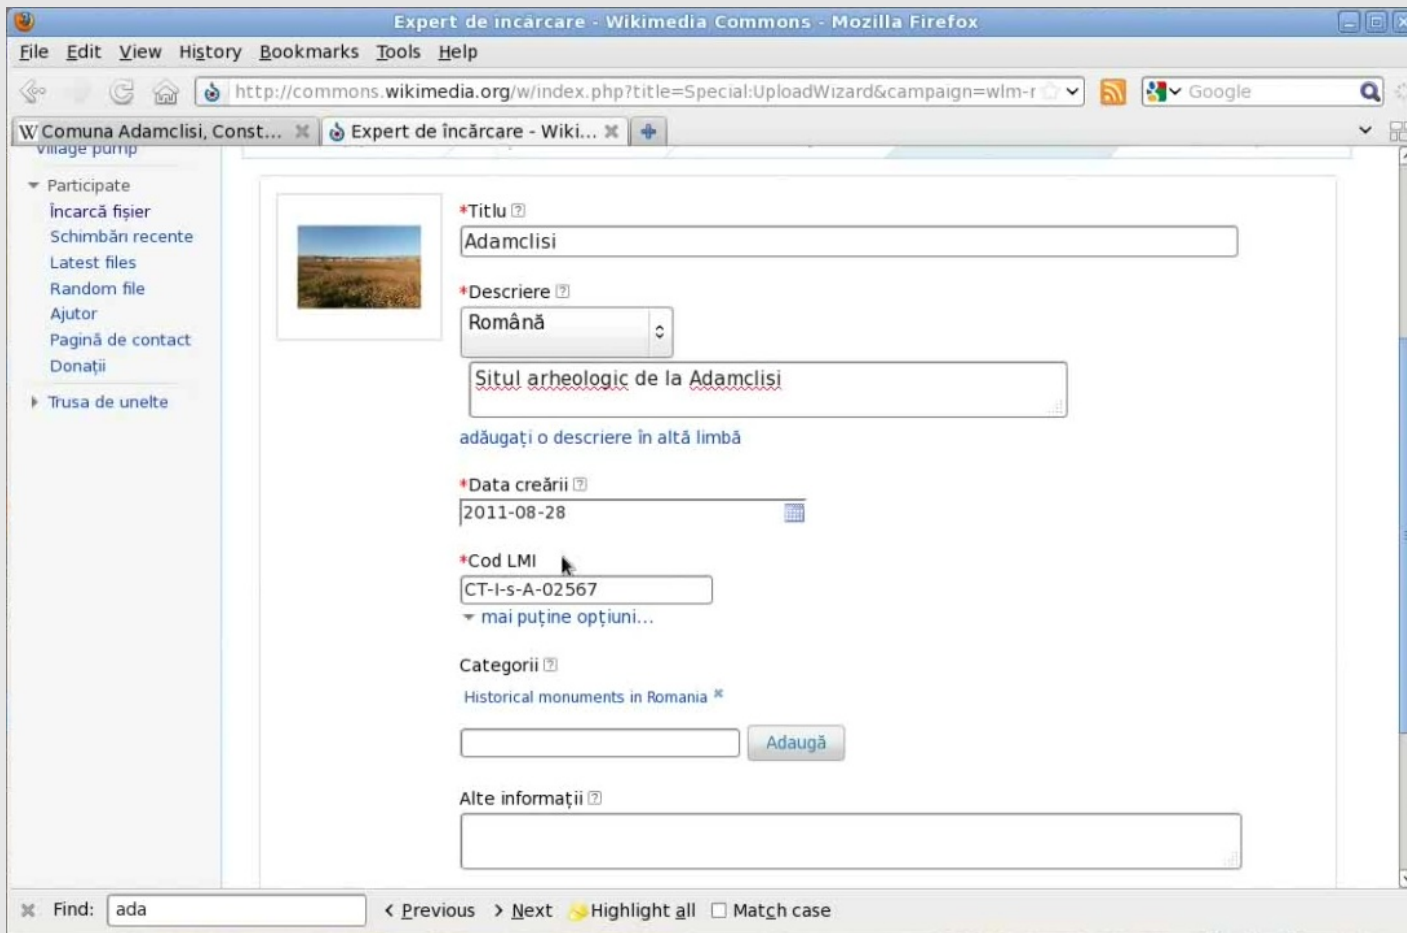 Expert de încărcare - Wikimedia Commons - Mozilla Firefox
File Edit View History Bookmarks Tools Help
http://commons.wikimedia.org/w/index.php?title=Special:UploadWizard&campaign=wlm-r
Google
W Comuna Adamclisi, Const...
Expert de încărcare - Wiki...
Village pump
Participate
Încarcă fișier
Schimbări recente
Latest files
Random file
Ajutor
Pagină de contact
Donații
Trusa de unelte
*Titlu ?
Adamclisi
*Descriere ?
Română
Situl arheologic de la Adamclisi
adăugați o descriere în altă limbă
*Data creării ?
2011-08-28
*Cod LMI
CT-I-s-A-02567
mai puține opțiuni...
Categorii ?
Historical monuments in Romania
Adaugă
Alte informații ?
Find: ada Previous Next Highlight all Match case